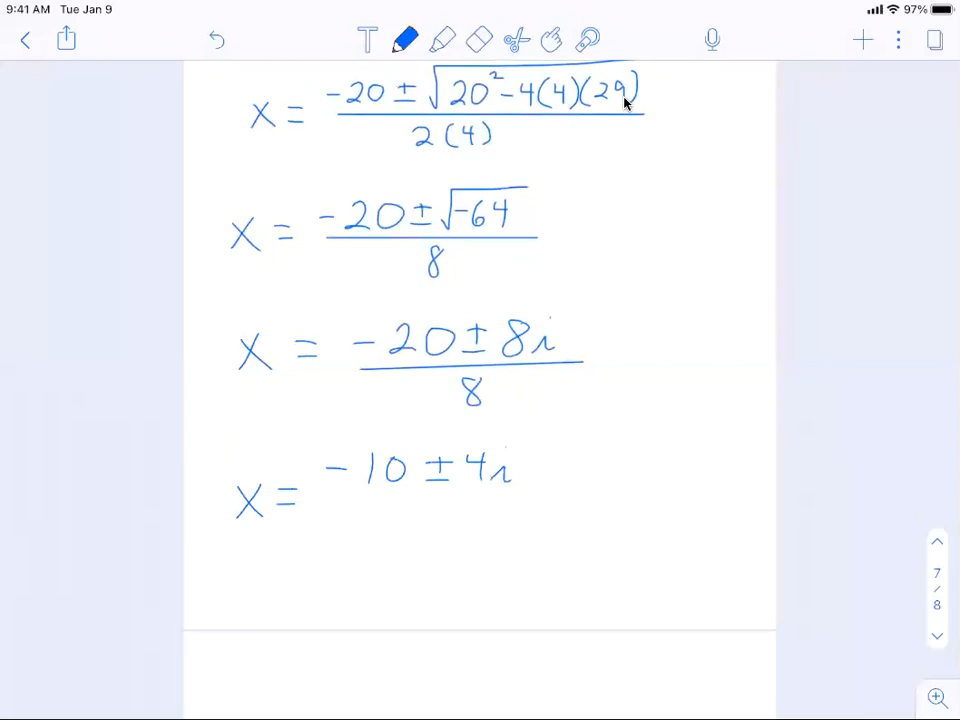 9:41 AM Tue Jan 9 97%
x = (-20 ± √(20² - 4(4)(29))) / (2(4))
x = (-20 ± √(-64)) / 8
x = (-20 ± 8i) / 8
x = -10 ± 4i
7
/
8